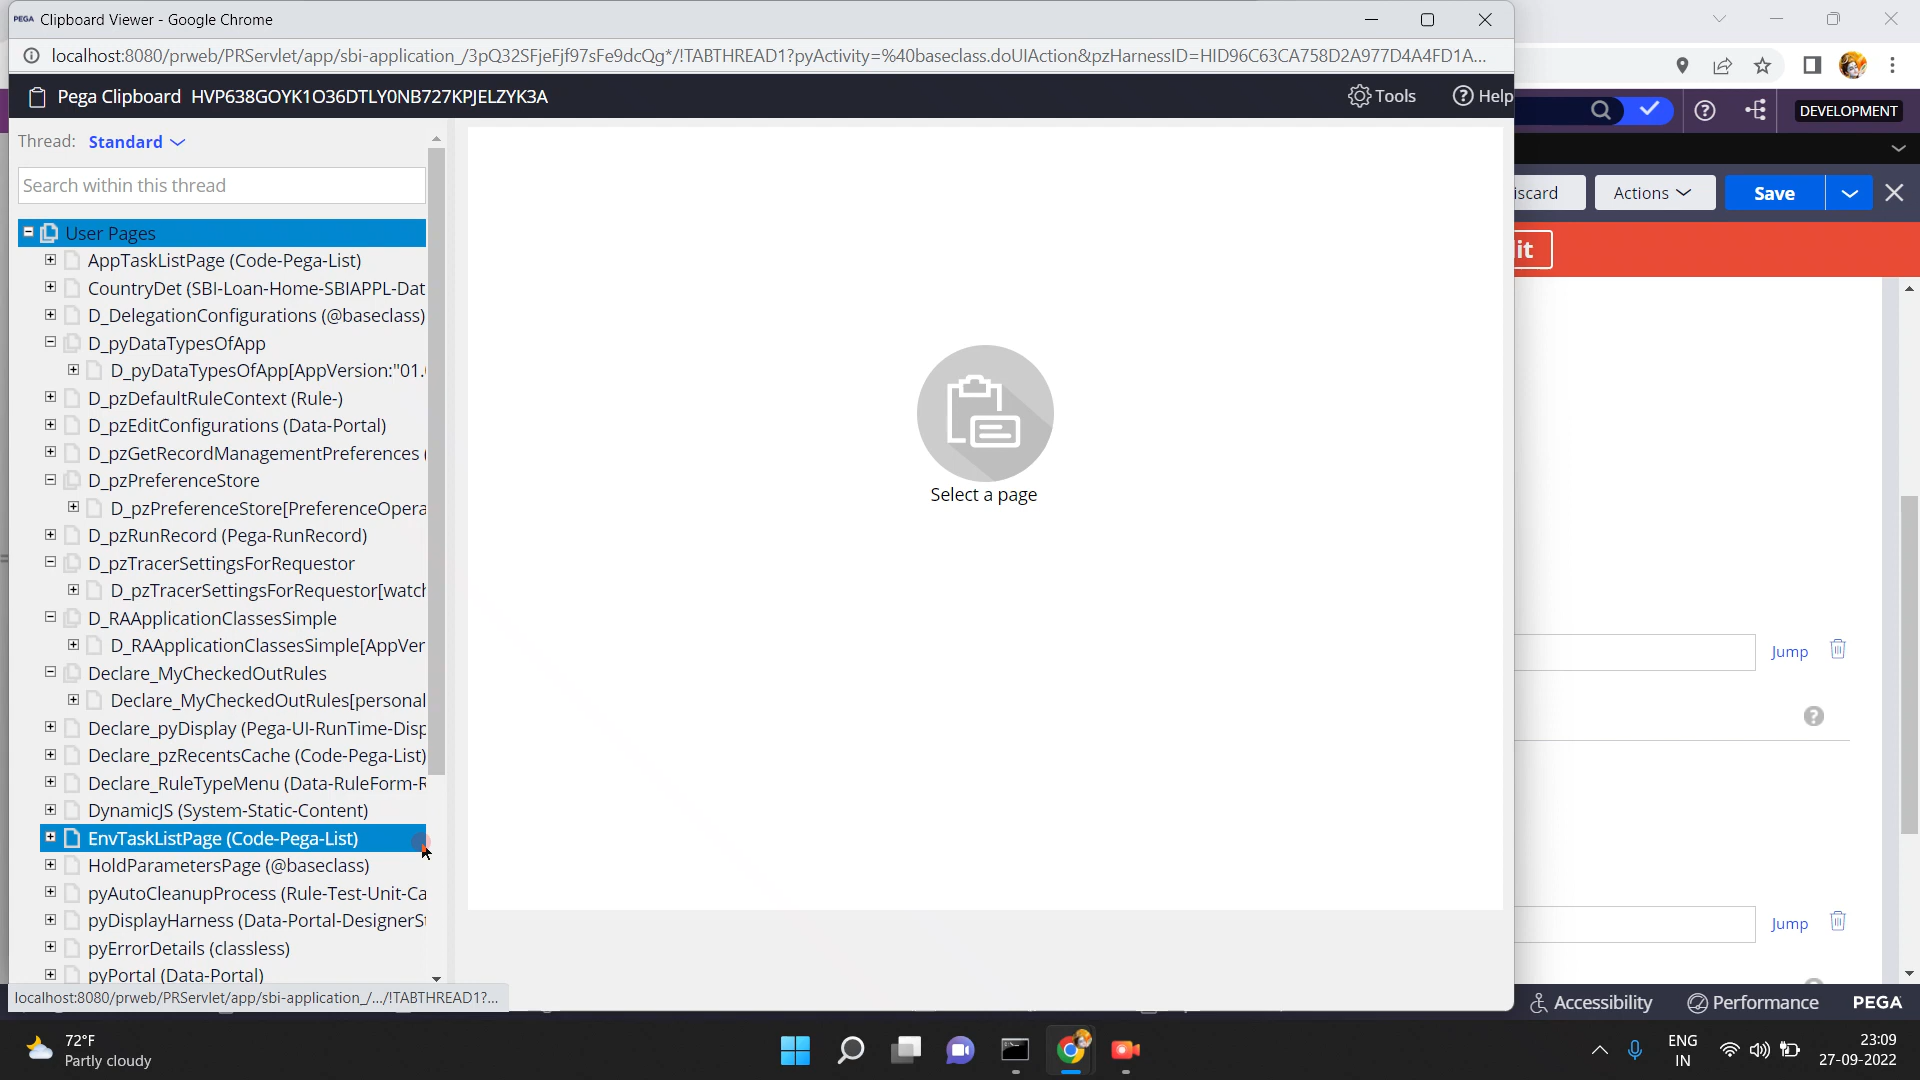 PEGA Clipboard Viewer - Google Chrome
localhost:8080/prweb/PRServlet/app/sbi-application_/3pQ32SFjeFjf97sFe9dcQg*/!TABTHREAD1?pyActivity=%40baseclass.doUIAction&pzHarnessID=HID96C63CA758D2A977D4A4FD1A...
Pega Clipboard HVP638GOYK1O36DTLY0NB727KPJELZYK3A
Tools
Help
DEVELOPMENT
Thread: Standard
Search within this thread
iscard
Actions
Save
it
User Pages
AppTaskListPage (Code-Pega-List)
CountryDet (SBI-Loan-Home-SBIAPPL-Dat
D_DelegationConfigurations (@baseclass)
D_pyDataTypesOfApp
D_pyDataTypesOfApp[AppVersion:"01.
D_pzDefaultRuleContext (Rule-)
D_pzEditConfigurations (Data-Portal)
D_pzGetRecordManagementPreferences (
D_pzPreferenceStore
D_pzPreferenceStore[PreferenceOpera
D_pzRunRecord (Pega-RunRecord)
D_pzTracerSettingsForRequestor
D_pzTracerSettingsForRequestor[watch
D_RAApplicationClassesSimple
D_RAApplicationClassesSimple[AppVer
Declare_MyCheckedOutRules
Declare_MyCheckedOutRules[personal
Declare_pyDisplay (Pega-UI-RunTime-Disp
Declare_pzRecentsCache (Code-Pega-List)
Declare_RuleTypeMenu (Data-RuleForm-R
DynamicJS (System-Static-Content)
EnvTaskListPage (Code-Pega-List)
HoldParametersPage (@baseclass)
pyAutoCleanupProcess (Rule-Test-Unit-Ca
pyDisplayHarness (Data-Portal-DesignerSt
pyErrorDetails (classless)
pyPortal (Data-Portal)
Select a page
Jump
Jump
localhost:8080/prweb/PRServlet/app/sbi-application_/.../!TABTHREAD1?...
Accessibility
Performance
PEGA
72°F
Partly cloudy
ENG
IN
23:09
27-09-2022